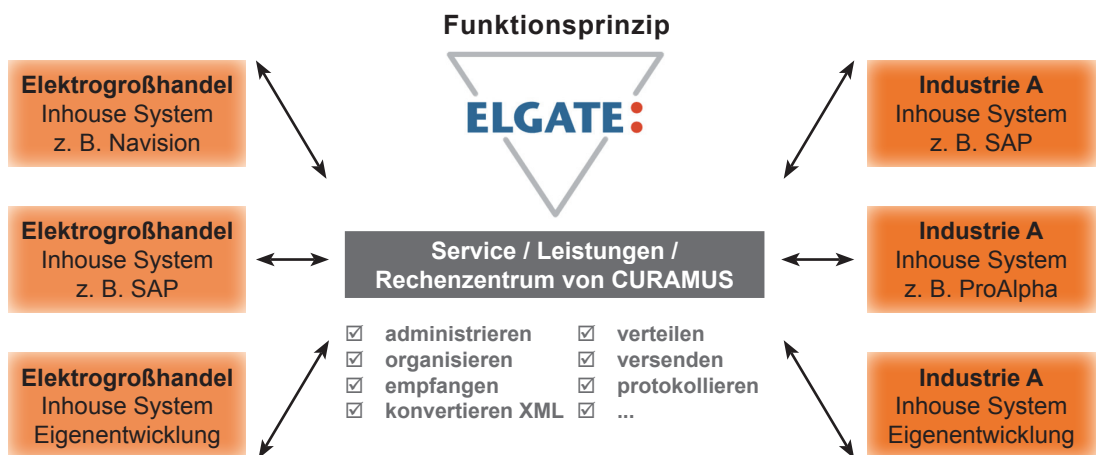 Funktionsprinzip
ELGATE:
Elektrogroßhandel
Inhouse System
z. B. Navision
Elektrogroßhandel
Inhouse System
z. B. SAP
Elektrogroßhandel
Inhouse System
Eigenentwicklung
Service / Leistungen /
Rechenzentrum von CURAMUS
☑ administrieren
☑ organisieren
☑ empfangen
☑ konvertieren XML
☑ verteilen
☑ versenden
☑ protokollieren
☑ ...
Industrie A
Inhouse System
z. B. SAP
Industrie A
Inhouse System
z. B. ProAlpha
Industrie A
Inhouse System
Eigenentwicklung